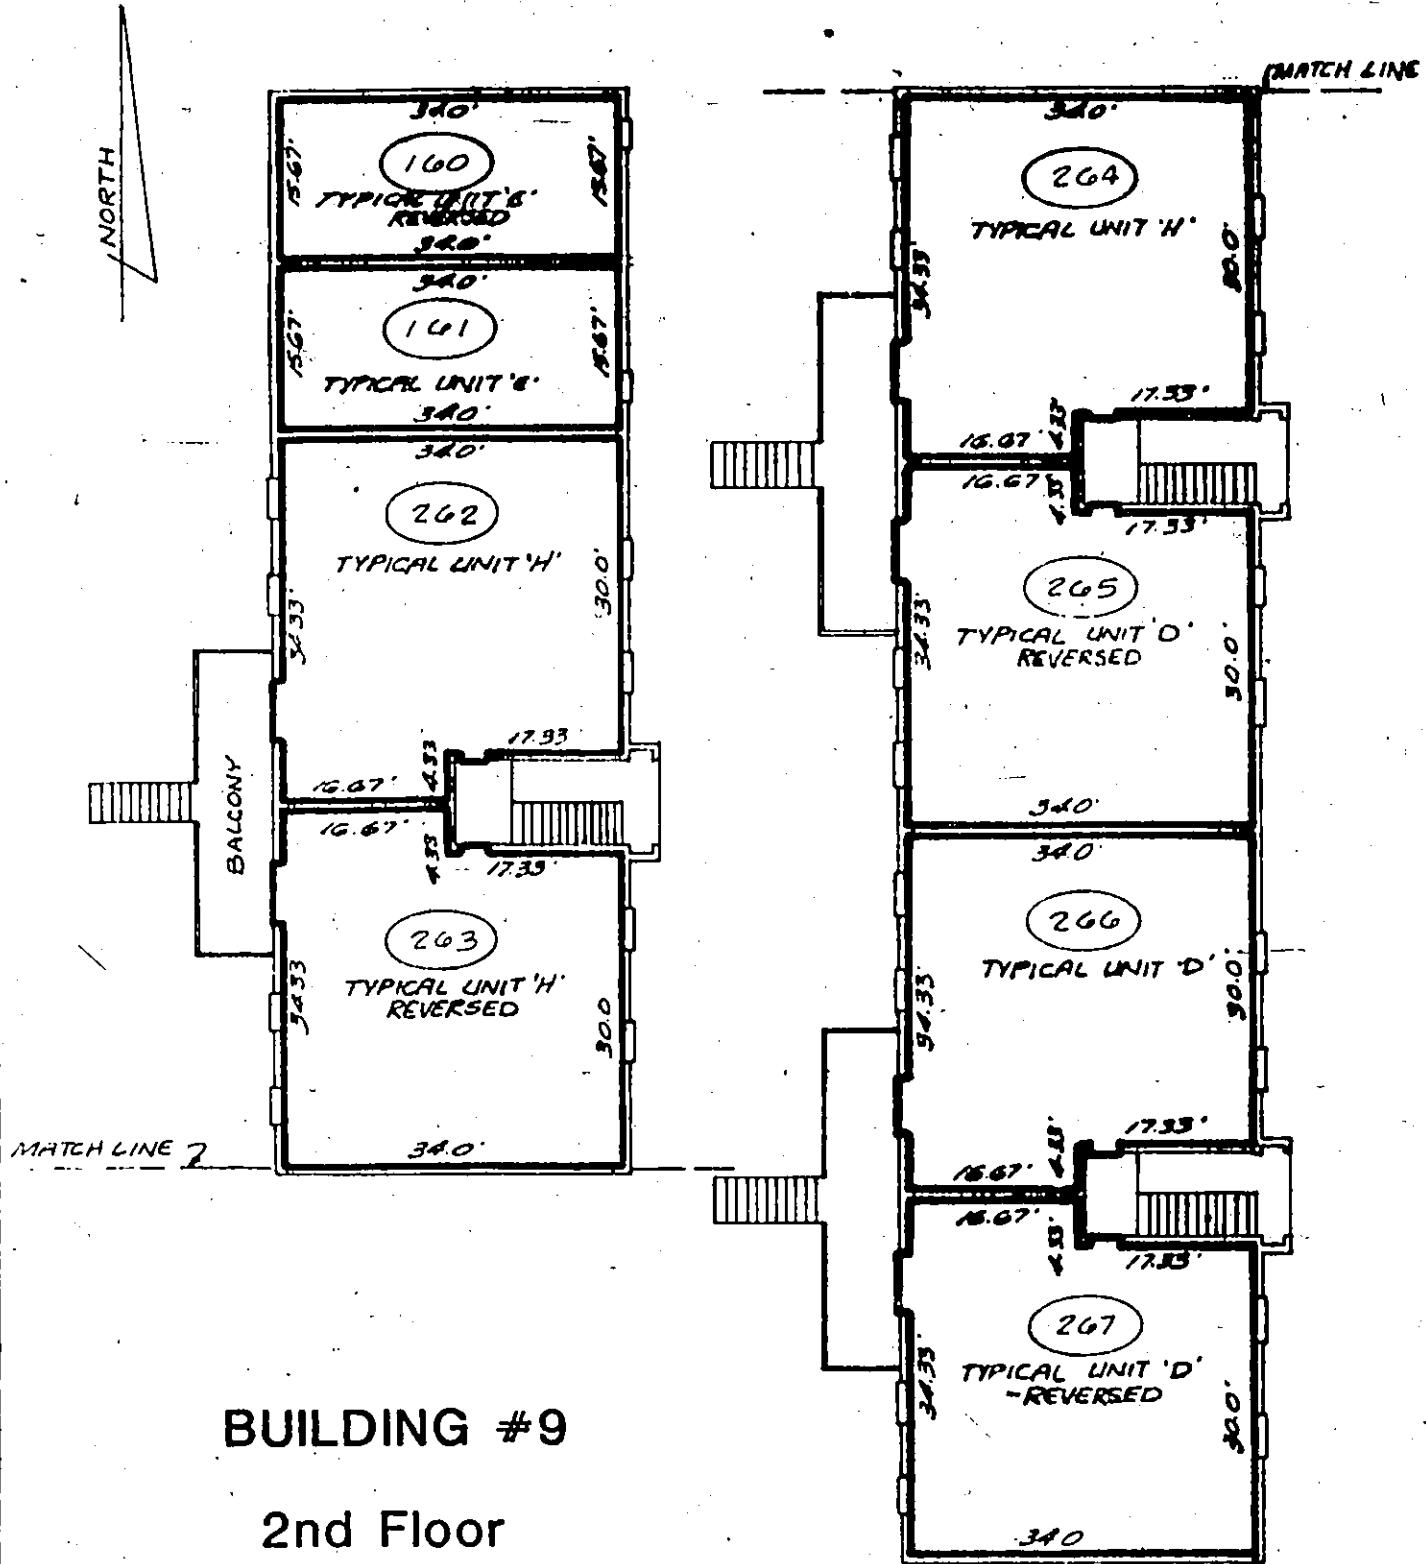 NORTH
34.0'
160
15.67'
15.67'
TYPICAL UNIT 'E'
REVERSED
34.0'
34.0'
161
15.67'
15.67'
TYPICAL UNIT 'E'
34.0'
34.0'
262
TYPICAL UNIT 'H'
34.33'
30.0'
17.33
4.33
16.67'
16.67'
4.33
17.33'
BALCONY
263
TYPICAL UNIT 'H'
REVERSED
34.33
30.0
34.0'
MATCH LINE
MATCH LINE
34.0'
264
TYPICAL UNIT 'H'
34.33'
30.0'
17.33'
4.33'
16.67'
16.67'
4.33'
17.33'
265
TYPICAL UNIT 'D'
REVERSED
34.33'
30.0'
34.0'
34.0'
266
TYPICAL UNIT 'D'
34.33'
30.0'
17.33'
4.33'
16.67'
16.67'
4.33'
17.33'
267
TYPICAL UNIT 'D'
-REVERSED
34.33'
30.0'
34.0
BUILDING #9
2nd Floor